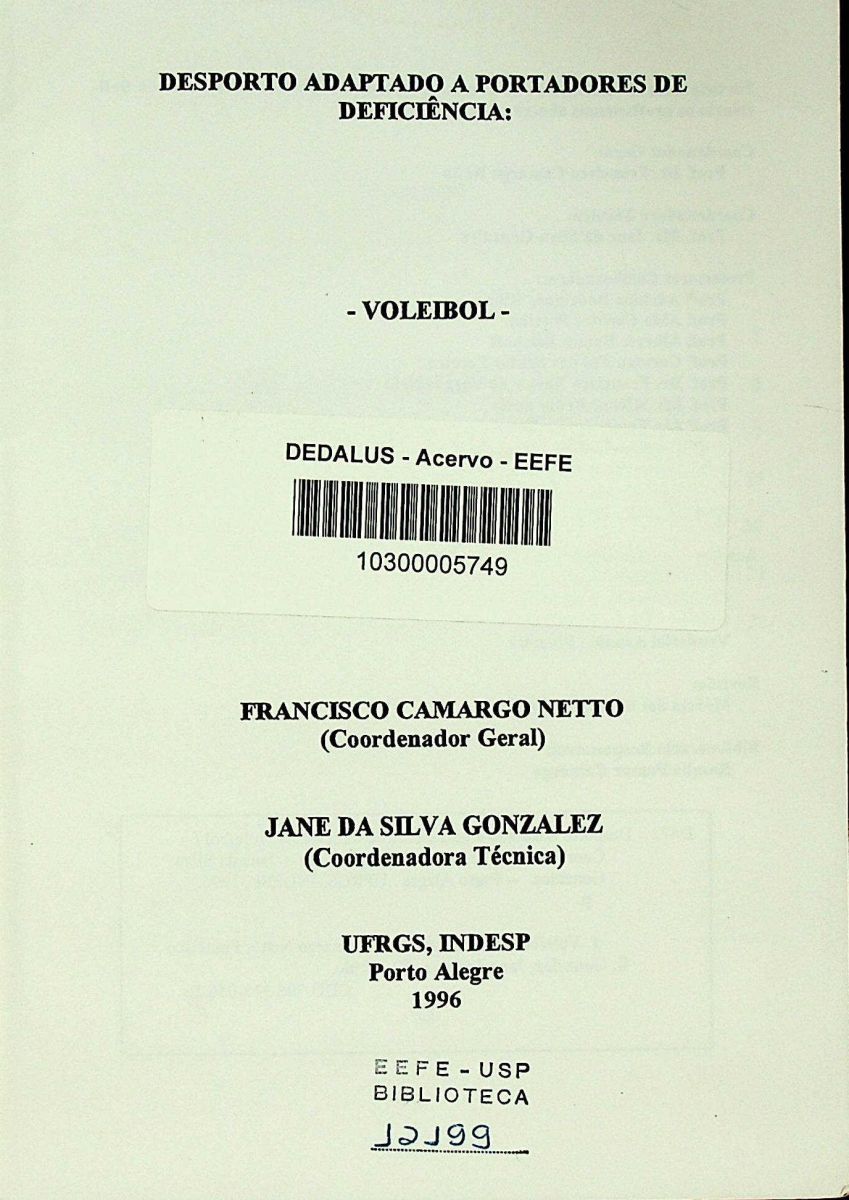 DESPORTO ADAPTADO A PORTADORES DE
DEFICIÊNCIA:
- VOLEIBOL -
DEDALUS - Acervo - EEFE
10300005749
FRANCISCO CAMARGO NETTO
(Coordenador Geral)
JANE DA SILVA GONZALEZ
(Coordenadora Técnica)
UFRGS, INDESP
Porto Alegre
1996
EEFE - USP
BIBLIOTECA
12199